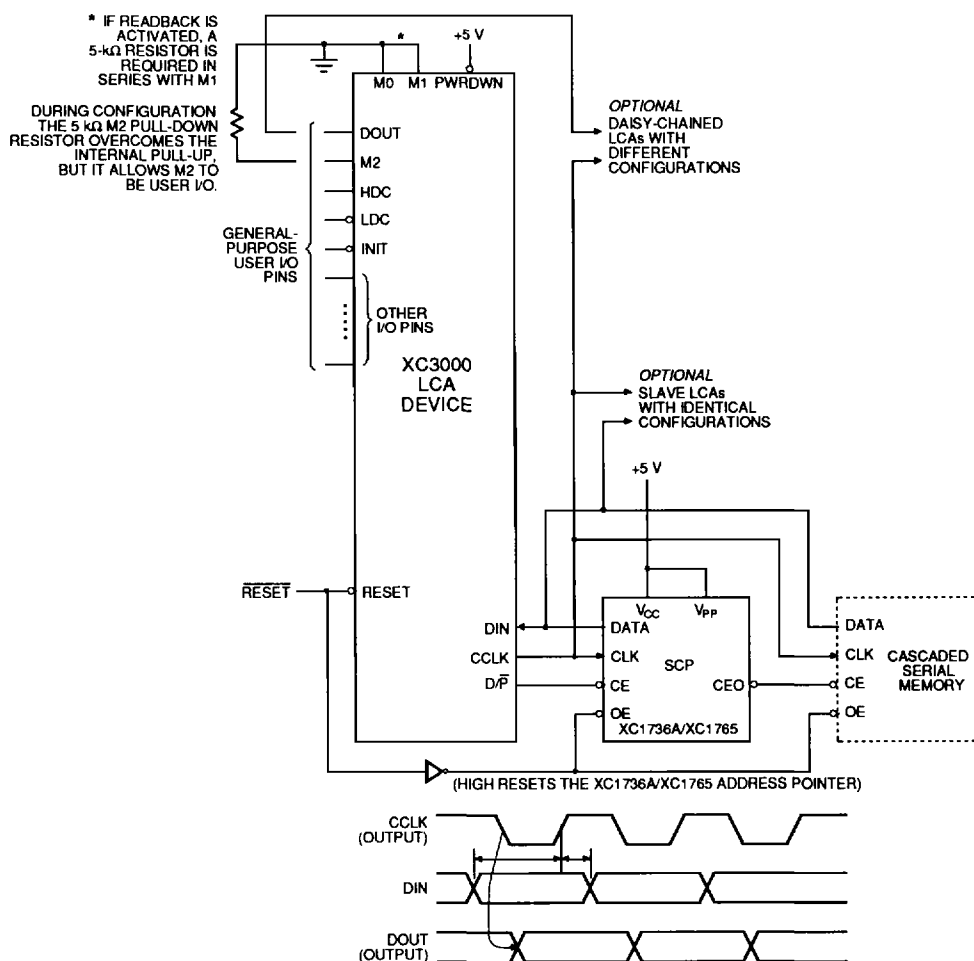 * IF READBACK IS
ACTIVATED, A
5-kΩ RESISTOR IS
REQUIRED IN
SERIES WITH M1
*
+5 V
M0
M1
PWRDWN
DURING CONFIGURATION
THE 5 kΩ M2 PULL-DOWN
RESISTOR OVERCOMES THE
INTERNAL PULL-UP,
BUT IT ALLOWS M2 TO
BE USER I/O.
DOUT
M2
HDC
LDC
INIT
GENERAL-
PURPOSE
USER I/O
PINS
OTHER
I/O PINS
XC3000
LCA
DEVICE
OPTIONAL
DAISY-CHAINED
LCAs WITH
DIFFERENT
CONFIGURATIONS
OPTIONAL
SLAVE LCAs
WITH IDENTICAL
CONFIGURATIONS
+5 V
RESET
RESET
DIN
CCLK
D/P
VCC
VPP
DATA
CLK
SCP
CE
CEO
OE
XC1736A/XC1765
DATA
CLK
CASCADED
SERIAL
MEMORY
CE
OE
(HIGH RESETS THE XC1736A/XC1765 ADDRESS POINTER)
CCLK
(OUTPUT)
DIN
DOUT
(OUTPUT)